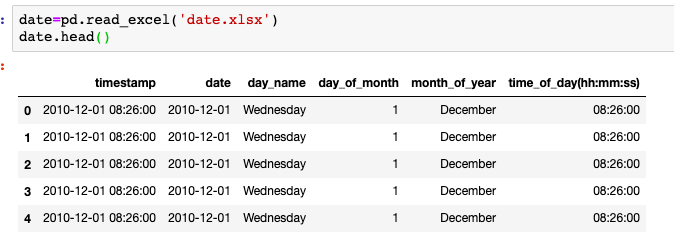 date=pd.read_excel('date.xlsx')
date.head()
timestamp date day_name day_of_month month_of_year time_of_day(hh:mm:ss)
0 2010-12-01 08:26:00 2010-12-01 Wednesday 1 December 08:26:00
1 2010-12-01 08:26:00 2010-12-01 Wednesday 1 December 08:26:00
2 2010-12-01 08:26:00 2010-12-01 Wednesday 1 December 08:26:00
3 2010-12-01 08:26:00 2010-12-01 Wednesday 1 December 08:26:00
4 2010-12-01 08:26:00 2010-12-01 Wednesday 1 December 08:26:00